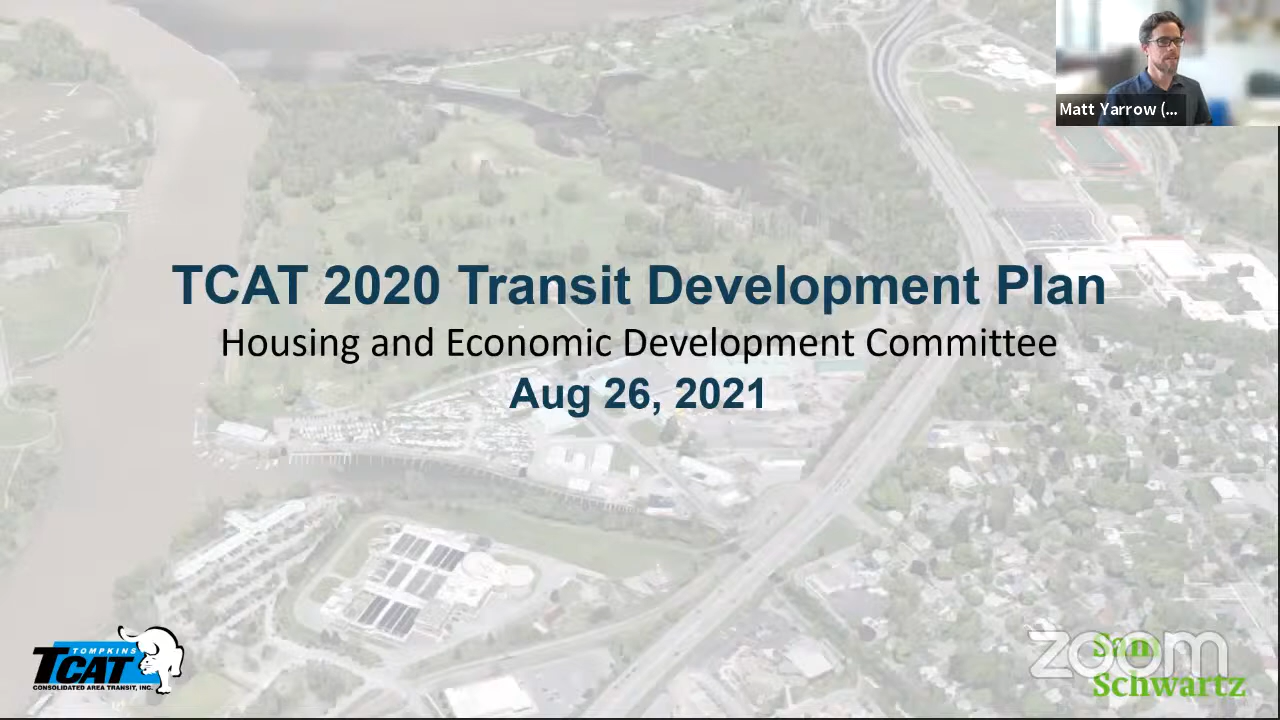 Matt Yarrow (...
TCAT 2020 Transit Development Plan
Housing and Economic Development Committee
Aug 26, 2021
TOMPKINS
TCAT
CONSOLIDATED AREA TRANSIT, INC.
zoom
Sam
Schwartz